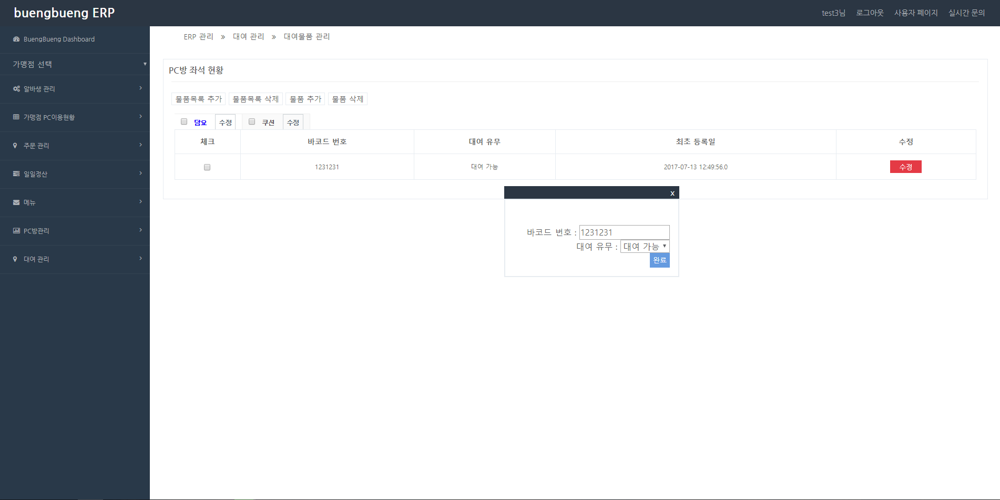 buengbueng ERP
test3님 로그아웃 사용자 페이지 실시간 문의
BuengBueng Dashboard
가맹점 선택
알바생 관리
가맹점 PC이용현황
주문 관리
일일정산
메뉴
PC방관리
대여 관리
ERP 관리 » 대여 관리 » 대여물품 관리
PC방 좌석 현황
물품목록 추가 물품목록 삭제 물품 추가 물품 삭제
담요 수정 쿠션 수정
체크 바코드 번호 대여 유무 최초 등록일 수정
1231231 대여 가능 2017-07-13 12:49:56.0 수정
x
바코드 번호 : 1231231
대여 유무 : 대여 가능
완료